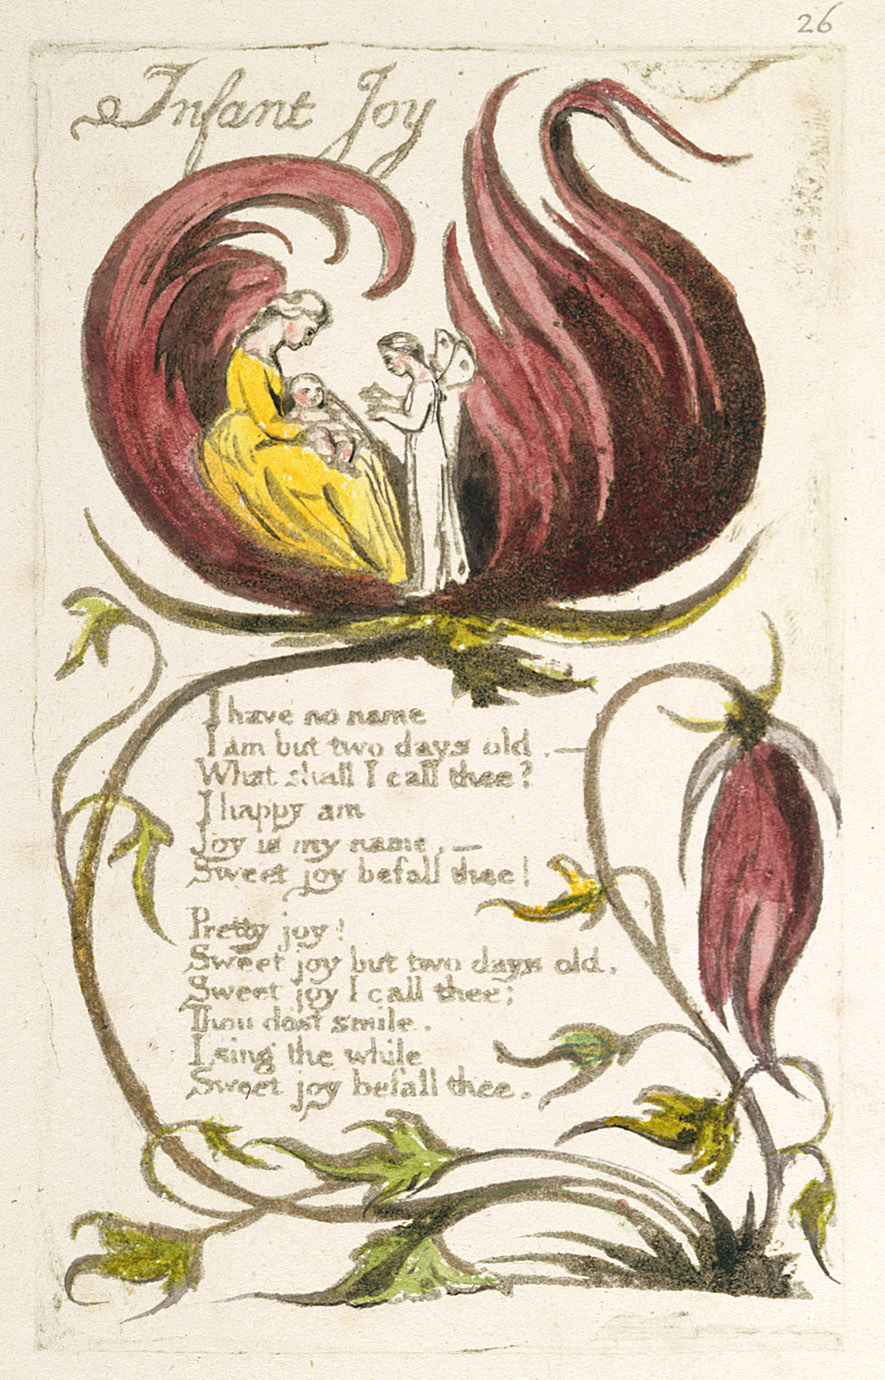 26
Infant Joy
I have no name
I am but two days old. —
What shall I call thee?
I happy am
Joy is my name. —
Sweet joy befall thee!
Pretty joy!
Sweet joy but two days old.
Sweet joy I call thee;
Thou dost smile.
I sing the while
Sweet joy befall thee.